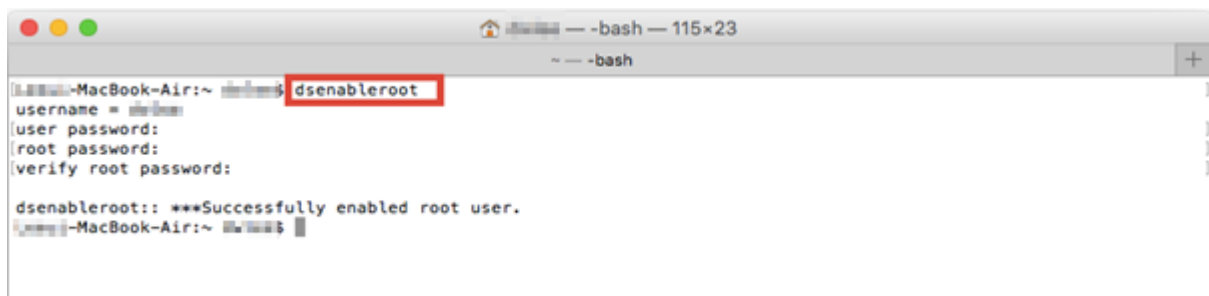 — -bash — 115×23
~ — -bash
-MacBook-Air:~ $ dsenableroot
username =
[user password:
[root password:
[verify root password:
dsenableroot:: ***Successfully enabled root user.
-MacBook-Air:~ $